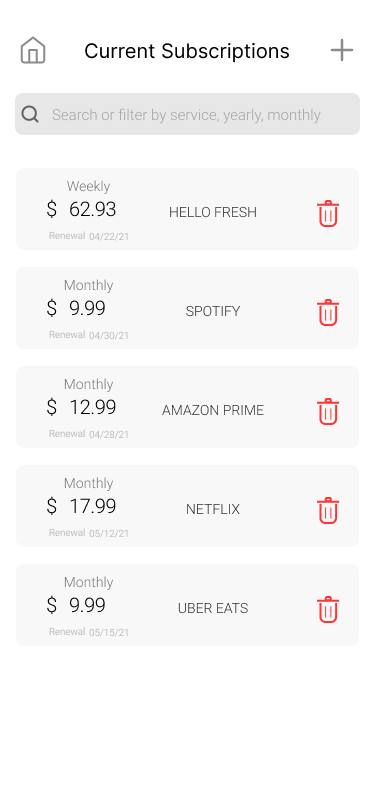 Current Subscriptions
Search or filter by service, yearly, monthly
Weekly
$ 62.93
HELLO FRESH
Renewal 04/22/21
Monthly
$ 9.99
SPOTIFY
Renewal 04/30/21
Monthly
$ 12.99
AMAZON PRIME
Renewal 04/28/21
Monthly
$ 17.99
NETFLIX
Renewal 05/12/21
Monthly
$ 9.99
UBER EATS
Renewal 05/15/21